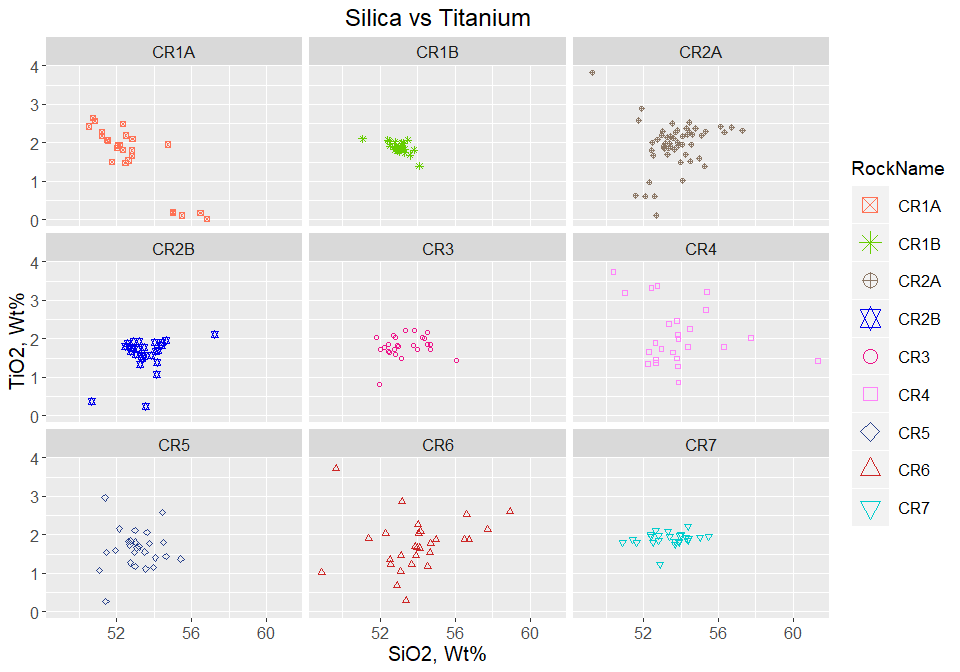 Silica vs Titanium
CR1A CR1B CR2A
4
3
2
1
0
CR2B CR3 CR4
4
3
2
1
0
CR5 CR6 CR7
4
3
2
1
0
52 56 60 52 56 60 52 56 60
SiO2, Wt%
TiO2, Wt%
RockName
CR1A
CR1B
CR2A
CR2B
CR3
CR4
CR5
CR6
CR7